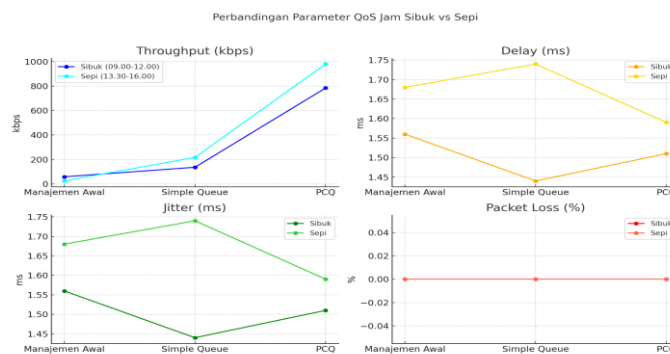 Perbandingan Parameter QoS Jam Sibuk vs Sepi
Throughput (kbps)
Sibuk (09.00-12.00)
Sepi (13.30-16.00)
kbps
1000
800
600
400
200
0
Manajemen Awal
Simple Queue
PCQ
Delay (ms)
Sibuk
Sepi
ms
1.75
1.70
1.65
1.60
1.55
1.50
1.45
Manajemen Awal
Simple Queue
PC
Jitter (ms)
Sibuk
Sepi
ms
1.75
1.70
1.65
1.60
1.55
1.50
1.45
Manajemen Awal
Simple Queue
PCQ
Packet Loss (%)
Sibuk
Sepi
%
0.04
0.02
0.00
−0.02
−0.04
Manajemen Awal
Simple Queue
PC